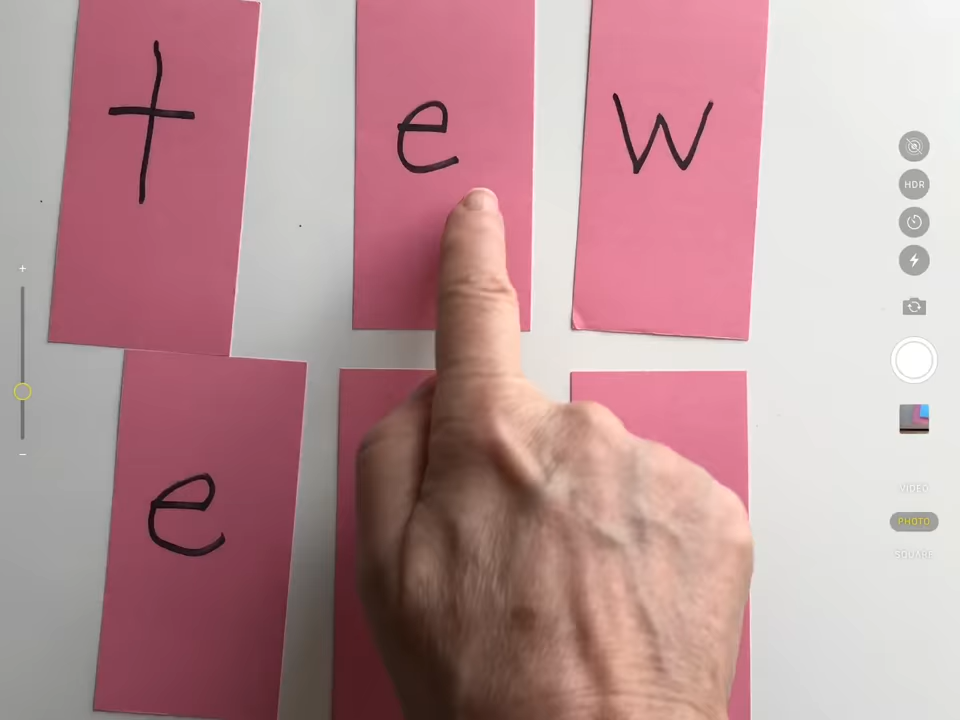 t e w
e
HDR
VIDEO
PHOTO
SQUARE